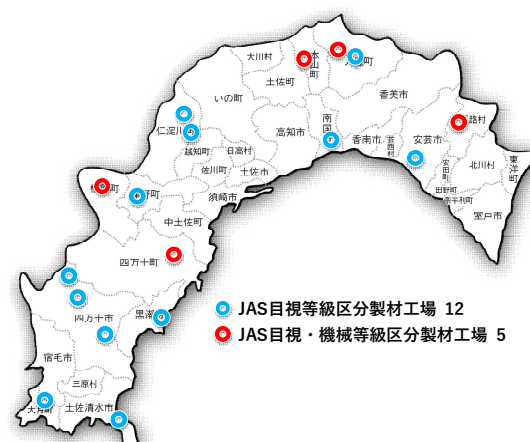 大川村
土佐町
本山町
町
いの町
香美市
路村
仁淀川
高知市
南国
香南市
芸西村
安芸市
東洋町
越知町
日高村
北川村
佐川町
土佐市
安田町
田野町
奈半利町
室戸市
野町
須崎市
中土佐町
四万十町
黒潮
四万十市
宿毛市
三原村
大月町
土佐清水市
JAS目視等級区分製材工場 12
JAS目視・機械等級区分製材工場 5